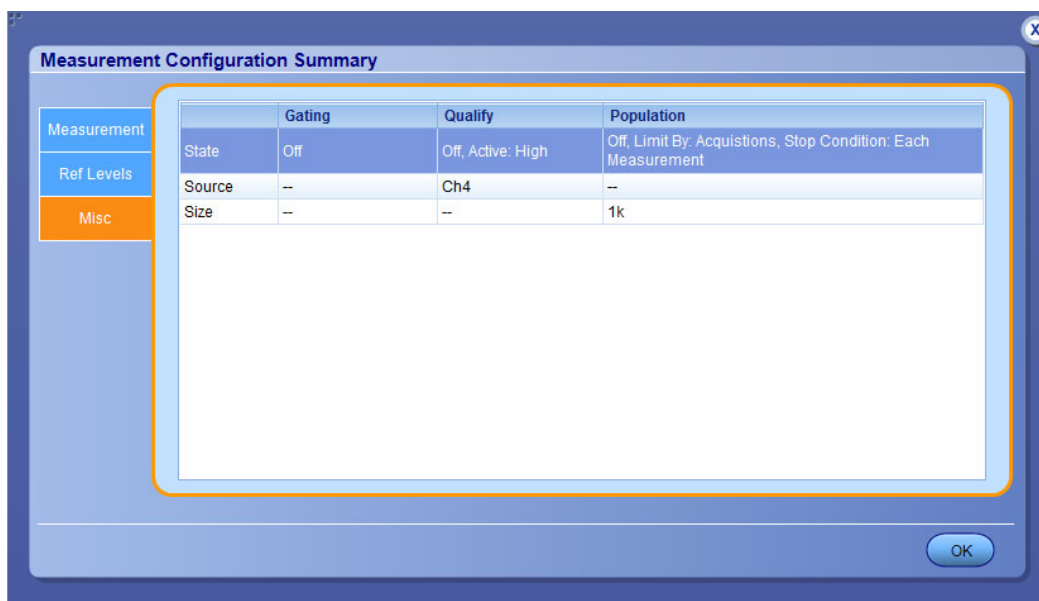 X
Measurement Configuration Summary
Measurement
Ref Levels
Misc
Gating Qualify Population
State Off Off, Active: High Off, Limit By: Acquistions, Stop Condition: Each
Measurement
Source -- Ch4 --
Size -- -- 1k
OK